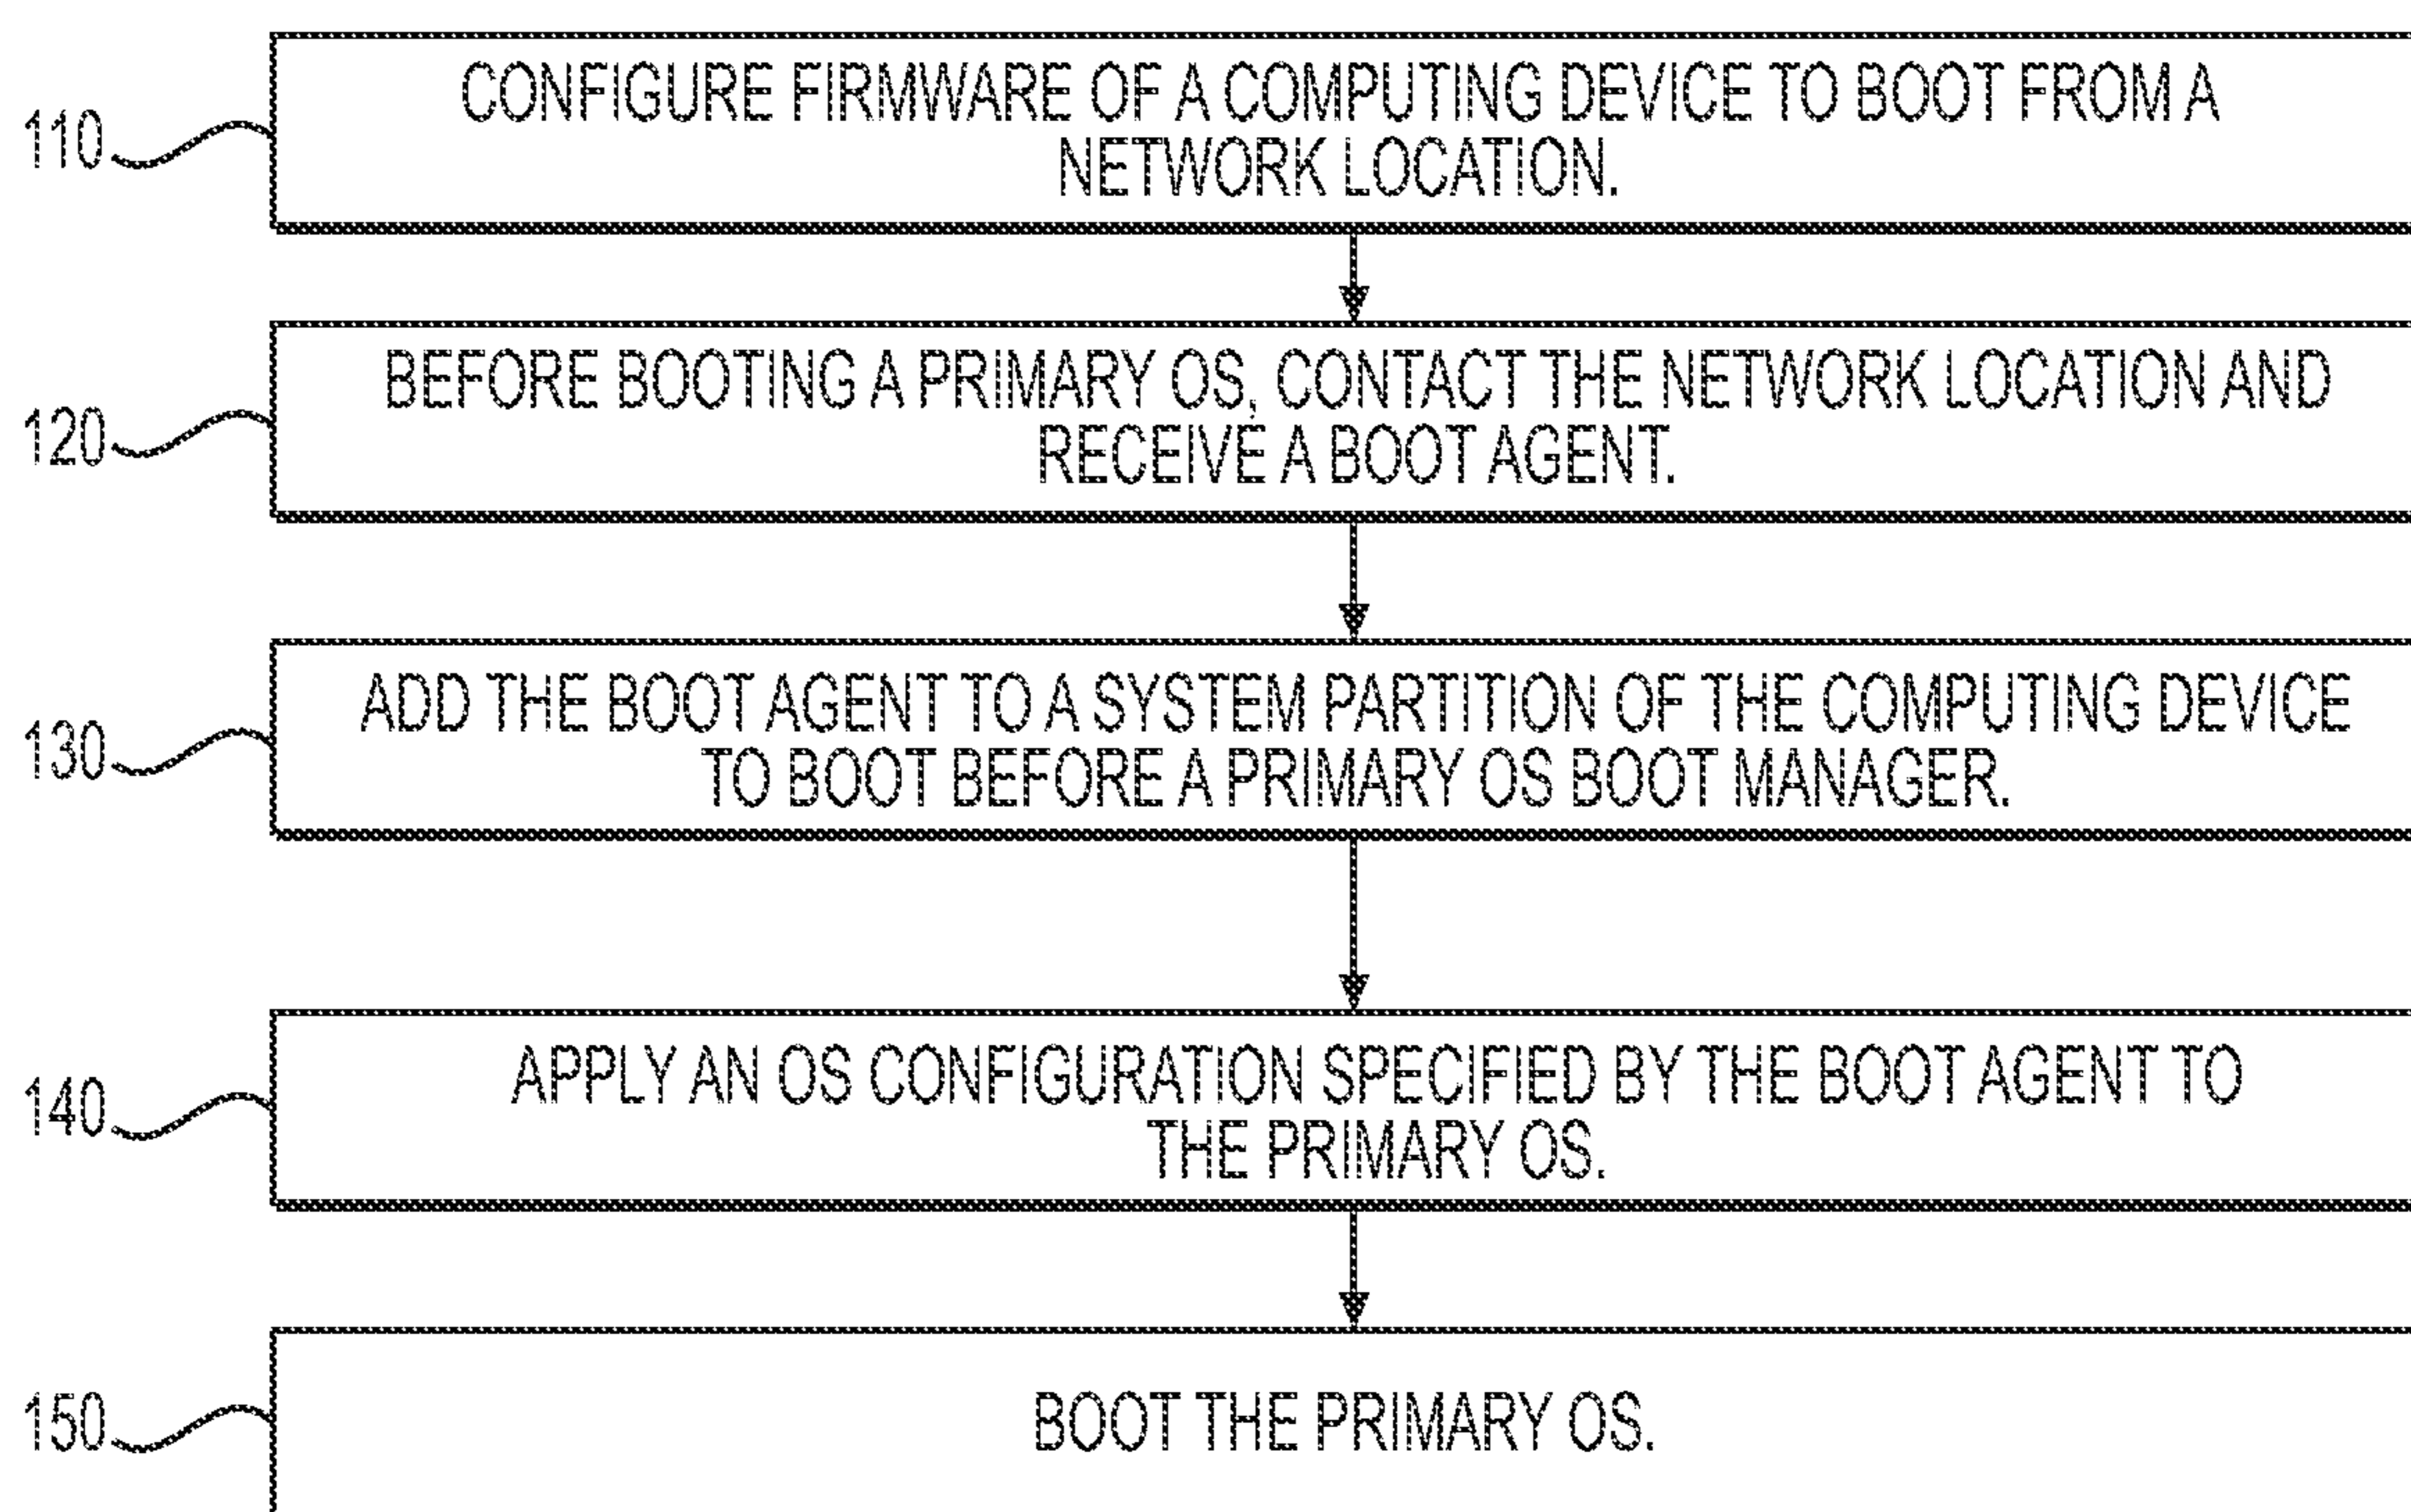 110
CONFIGURE FIRMWARE OF A COMPUTING DEVICE TO BOOT FROM A
NETWORK LOCATION.
120
BEFORE BOOTING A PRIMARY OS, CONTACT THE NETWORK LOCATION AND
RECEIVE A BOOT AGENT.
130
ADD THE BOOT AGENT TO A SYSTEM PARTITION OF THE COMPUTING DEVICE
TO BOOT BEFORE A PRIMARY OS BOOT MANAGER.
140
APPLY AN OS CONFIGURATION SPECIFIED BY THE BOOT AGENT TO
THE PRIMARY OS.
150
BOOT THE PRIMARY OS.